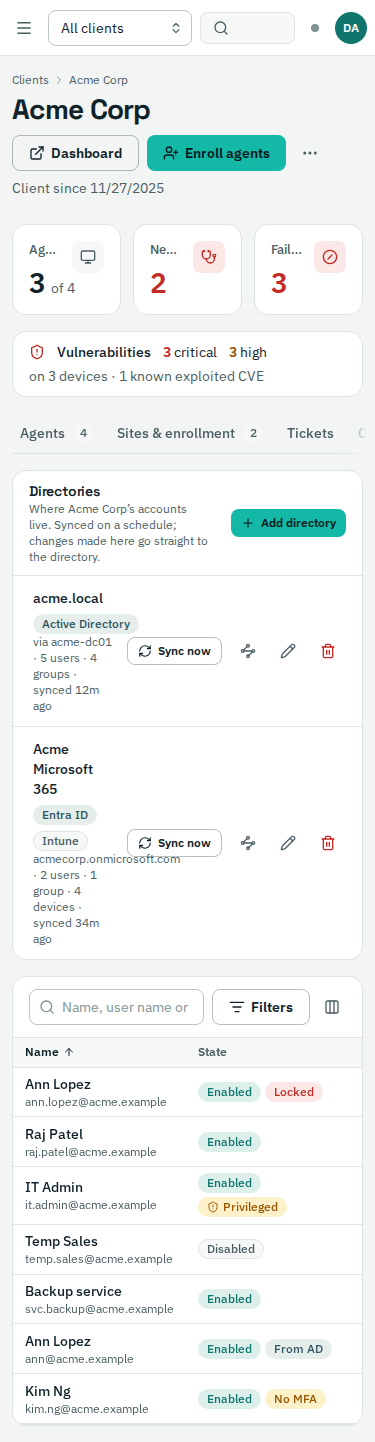 All clients
DA
Clients > Acme Corp
Acme Corp
Dashboard
Enroll agents
Client since 11/27/2025
Ag...
3 of 4
Ne...
2
Fail...
3
Vulnerabilities 3 critical 3 high
on 3 devices · 1 known exploited CVE
Agents 4
Sites & enrollment 2
Tickets
Directories
Where Acme Corp's accounts
live. Synced on a schedule;
changes made here go straight to
the directory.
Add directory
acme.local
Active Directory
via acme-dc01
· 5 users · 4
groups ·
synced 12m
ago
Sync now
Acme
Microsoft
365
Entra ID
Intune
acmecorp.onmicrosoft.com
· 2 users · 1
group · 4
devices ·
synced 34m
ago
Sync now
Name, user name or
Filters
Name State
Ann Lopez
ann.lopez@acme.example
Enabled Locked
Raj Patel
raj.patel@acme.example
Enabled
IT Admin
it.admin@acme.example
Enabled
Privileged
Temp Sales
temp.sales@acme.example
Disabled
Backup service
svc.backup@acme.example
Enabled
Ann Lopez
ann@acme.example
Enabled From AD
Kim Ng
kim.ng@acme.example
Enabled No MFA